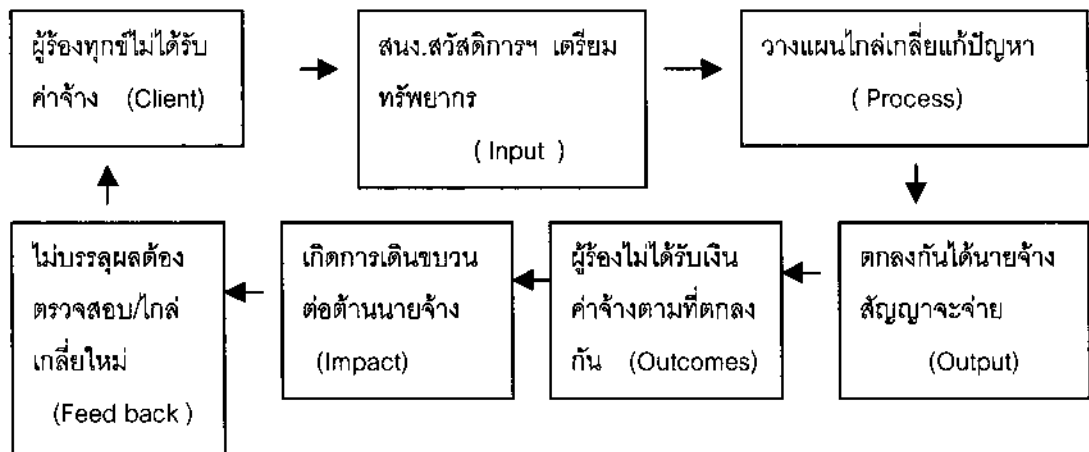 ผู้ร้องทุกข์ไม่ได้รับ
ค่าจ้าง (Client)
สนง.สวัสดิการฯ เตรียม
ทรัพยากร
( Input )
วางแผนไกล่เกลี่ยแก้ปัญหา
( Process)
ไม่บรรลุผลต้อง
ตรวจสอบ/ไกล่
เกลี่ยใหม่
(Feed back )
เกิดการเดินขบวน
ต่อต้านนายจ้าง
(Impact)
ผู้ร้องไม่ได้รับเงิน
ค่าจ้างตามที่ตกลง
กัน (Outcomes)
ตกลงกันได้นายจ้าง
สัญญาจะจ่าย
(Output)